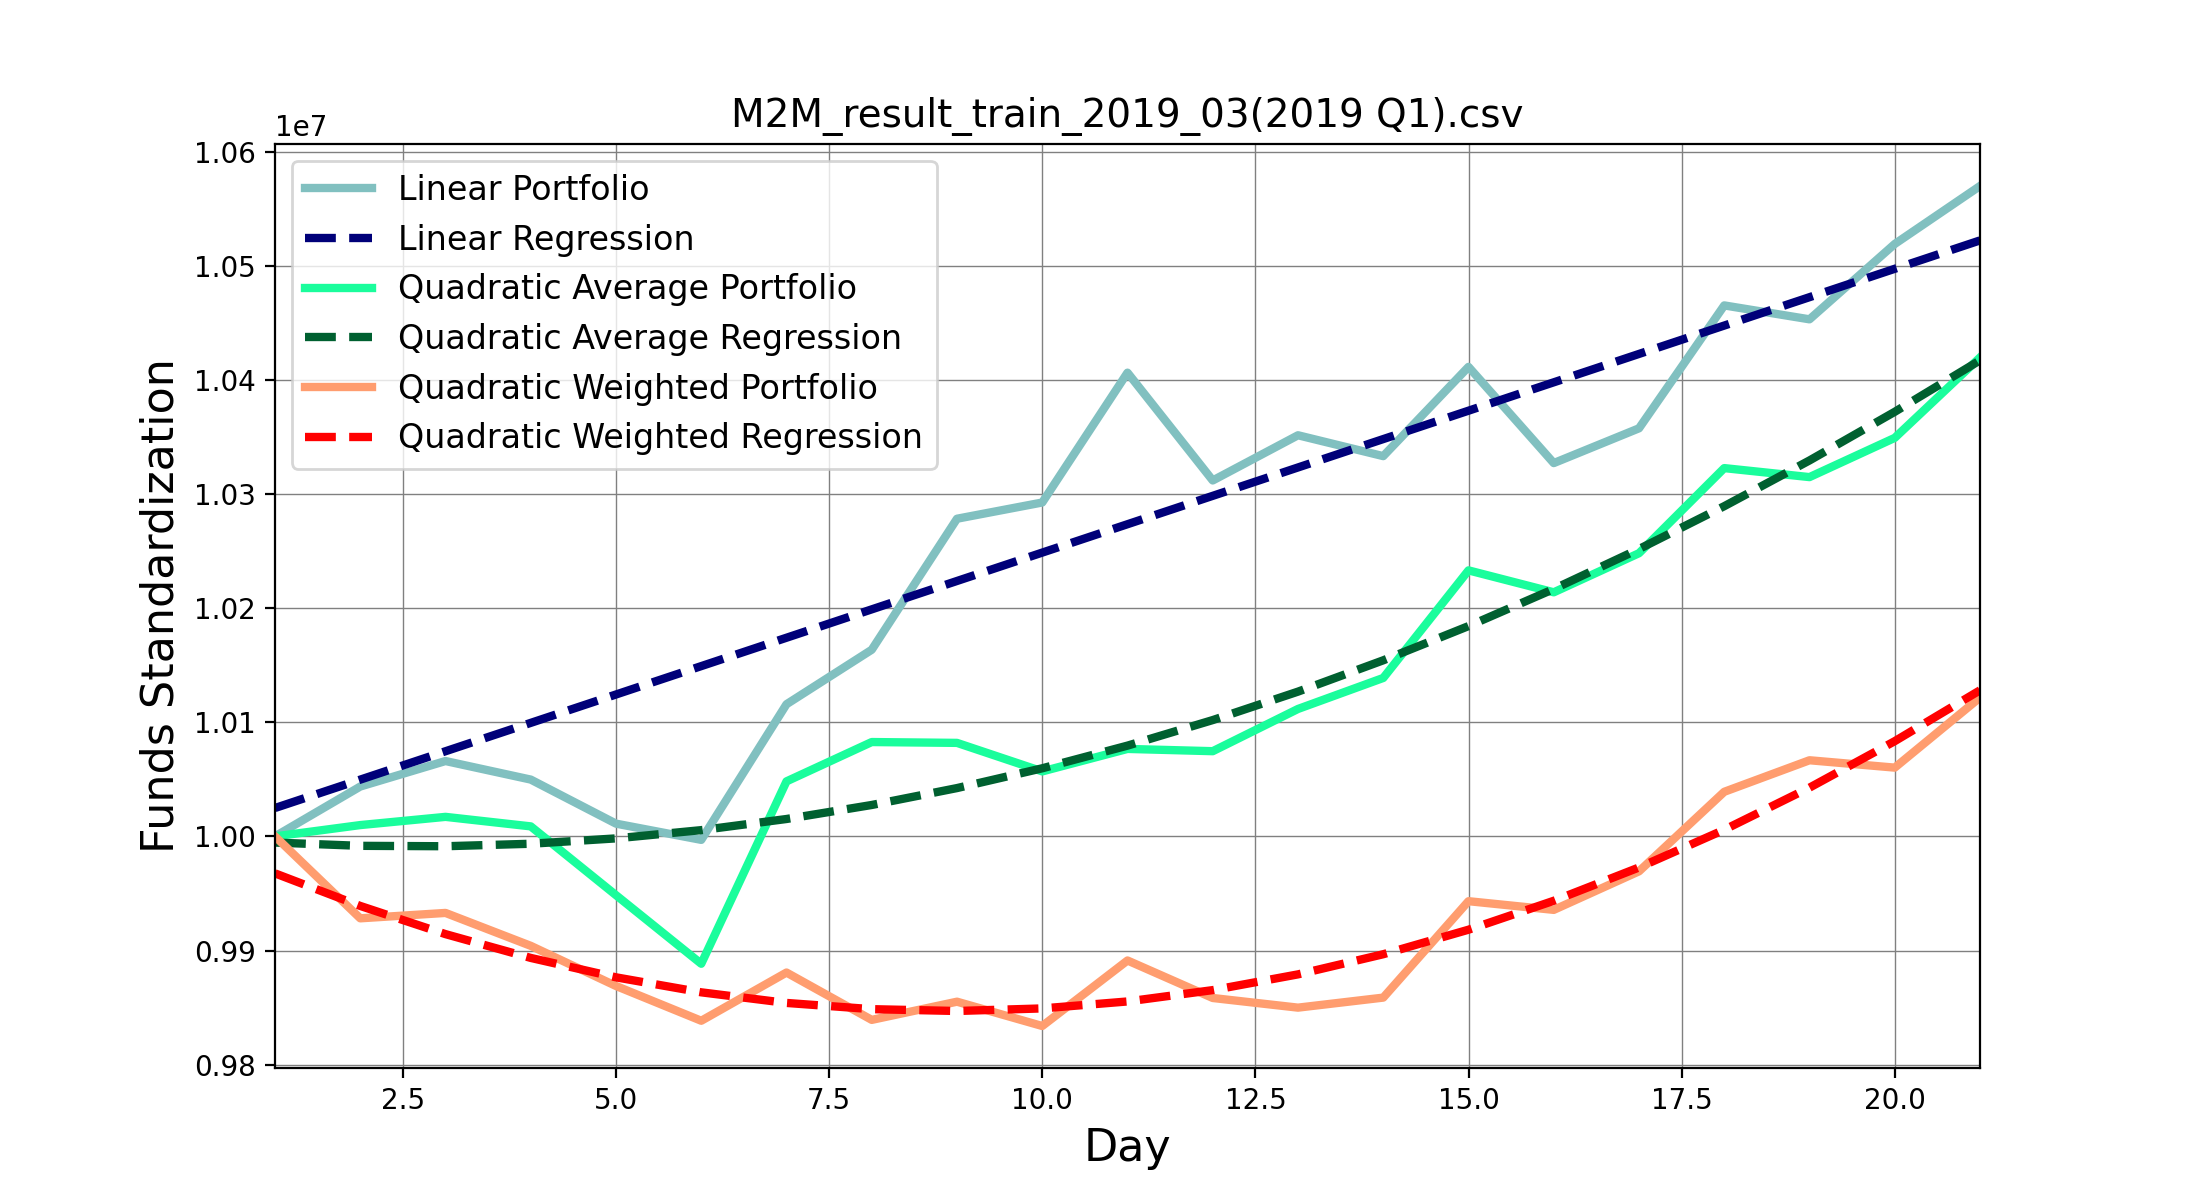 M2M_result_train_2019_03(2019 Q1).csv
1e7
1.06
1.05
1.04
1.03
1.02
1.01
1.00
0.99
0.98
Funds Standardization
Linear Portfolio
Linear Regression
Quadratic Average Portfolio
Quadratic Average Regression
Quadratic Weighted Portfolio
Quadratic Weighted Regression
2.5 5.0 7.5 10.0 12.5 15.0 17.5 20.0
Day